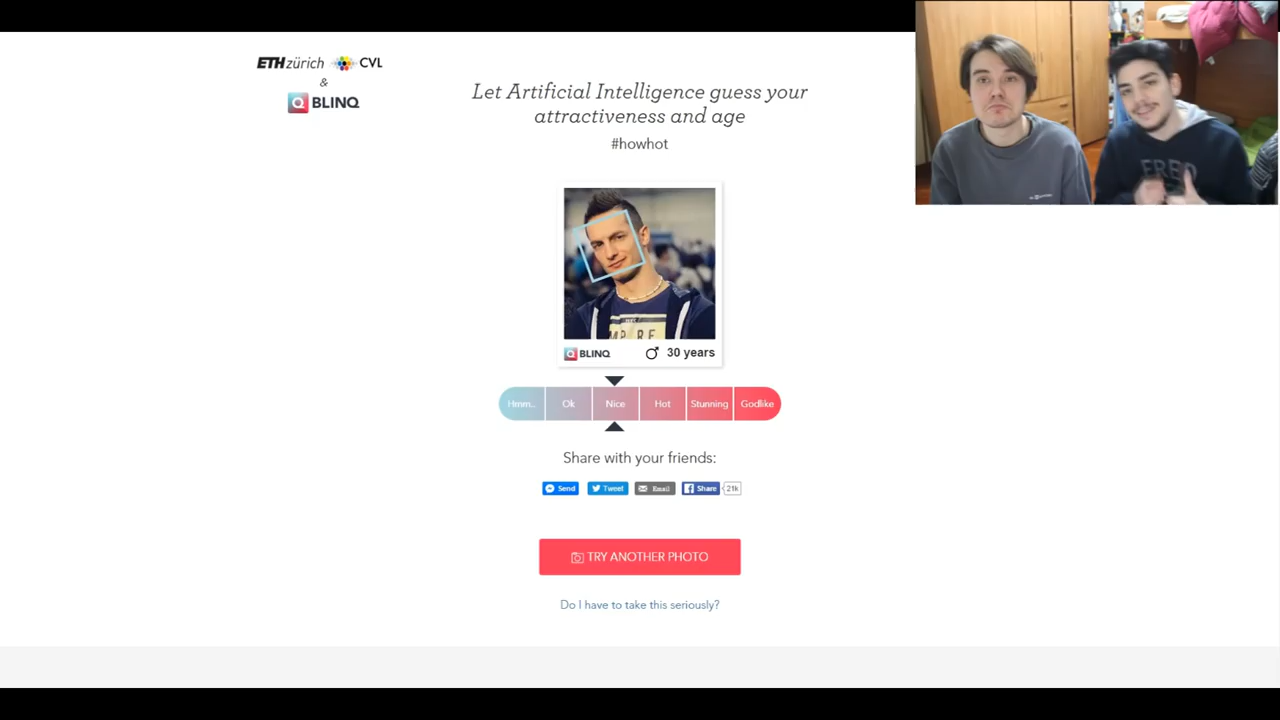 ETH zürich CVL
&
BLINQ
Let Artificial Intelligence guess your
attractiveness and age
#howhot
BLINQ 30 years
Hmm.. Ok Nice Hot Stunning Godlike
Share with your friends:
Send Tweet Email Share 21k
TRY ANOTHER PHOTO
Do I have to take this seriously?